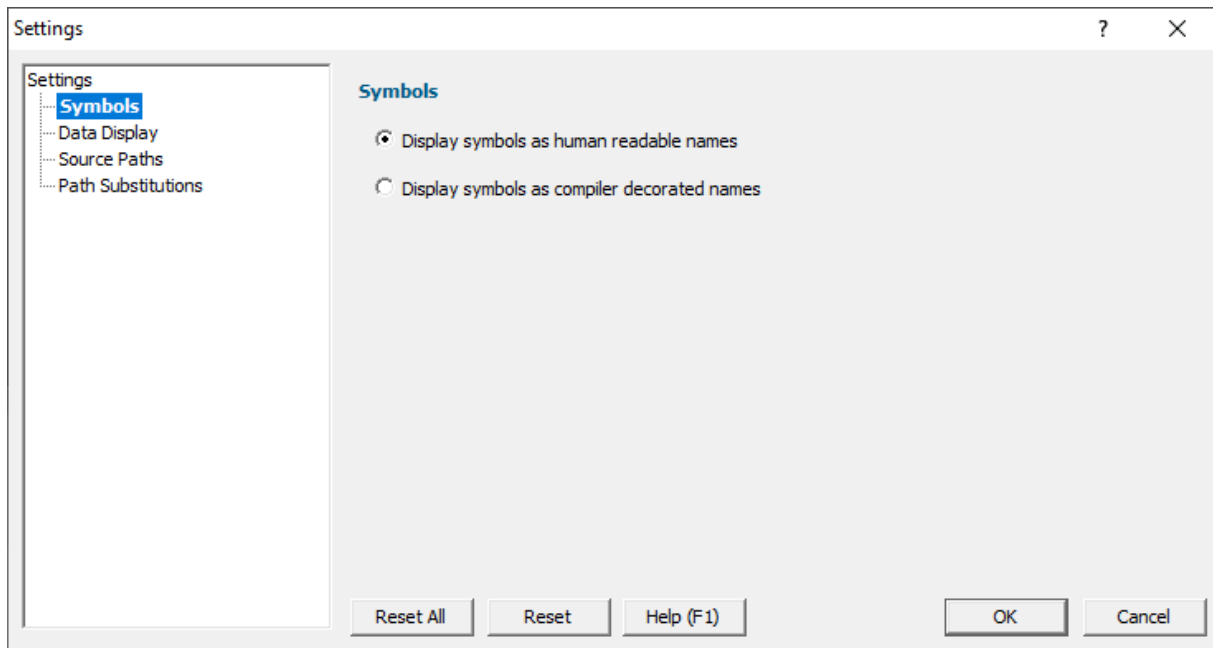 Settings
?
Settings
Symbols
Data Display
Source Paths
Path Substitutions
Symbols
Display symbols as human readable names
Display symbols as compiler decorated names
Reset All
Reset
Help (F1)
OK
Cancel